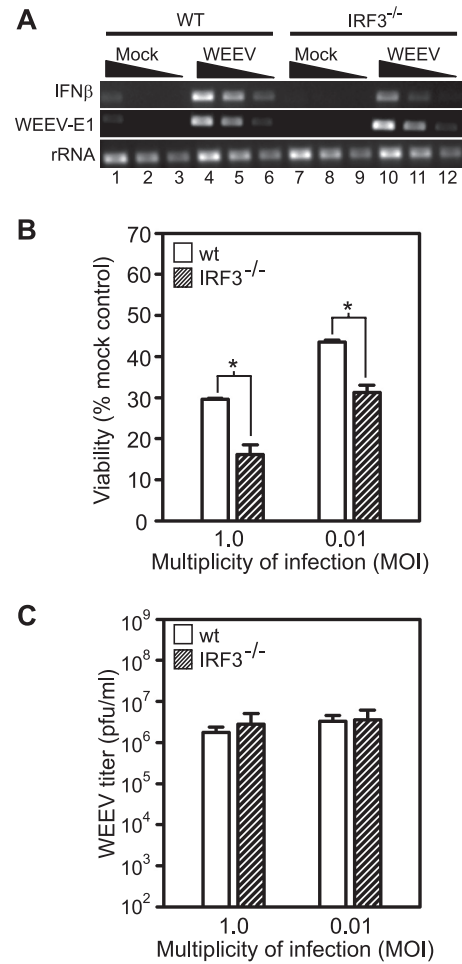 A
WT IRF3-/-
Mock WEEV Mock WEEV
IFNβ
WEEV-E1
rRNA
1 2 3 4 5 6 7 8 9 10 11 12
B
70
60
50
40
30
20
10
0
Viability (% mock control)
wt
IRF3-/-
* *
1.0 0.01
Multiplicity of infection (MOI)
C
10^9
10^8
10^7
10^6
10^5
10^4
10^3
10^2
WEEV titer (pfu/ml)
wt
IRF3-/-
1.0 0.01
Multiplicity of infection (MOI)